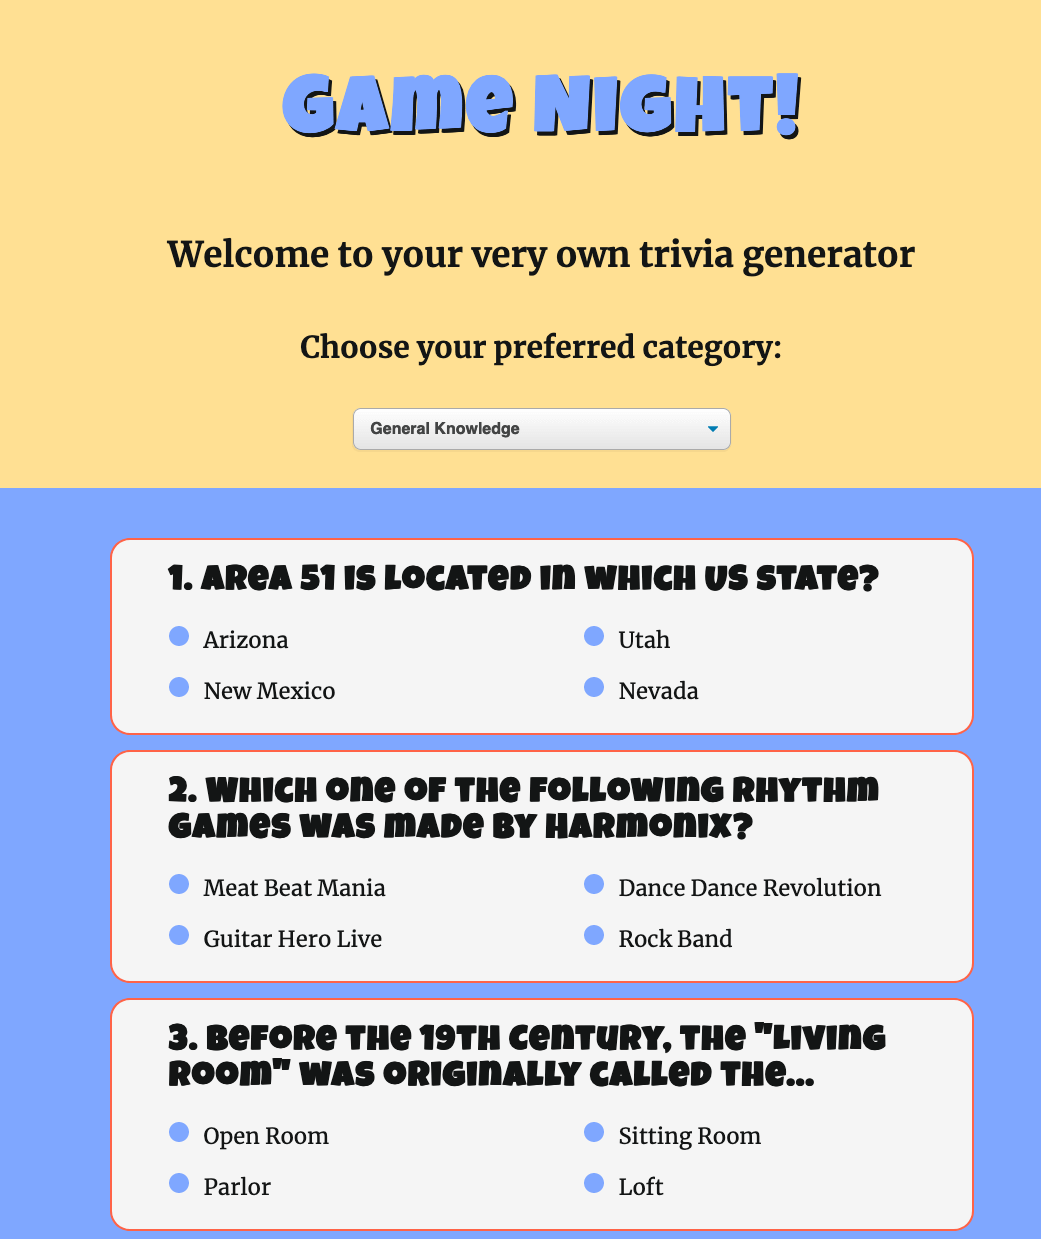 GAME NIGHT!
Welcome to your very own trivia generator
Choose your preferred category:
General Knowledge
1. Area 51 is located in which US state?
Arizona
Utah
New Mexico
Nevada
2. Which one of the following rhythm
games was made by Harmonix?
Meat Beat Mania
Dance Dance Revolution
Guitar Hero Live
Rock Band
3. Before the 19th Century, the "Living
Room" was originally called the...
Open Room
Sitting Room
Parlor
Loft